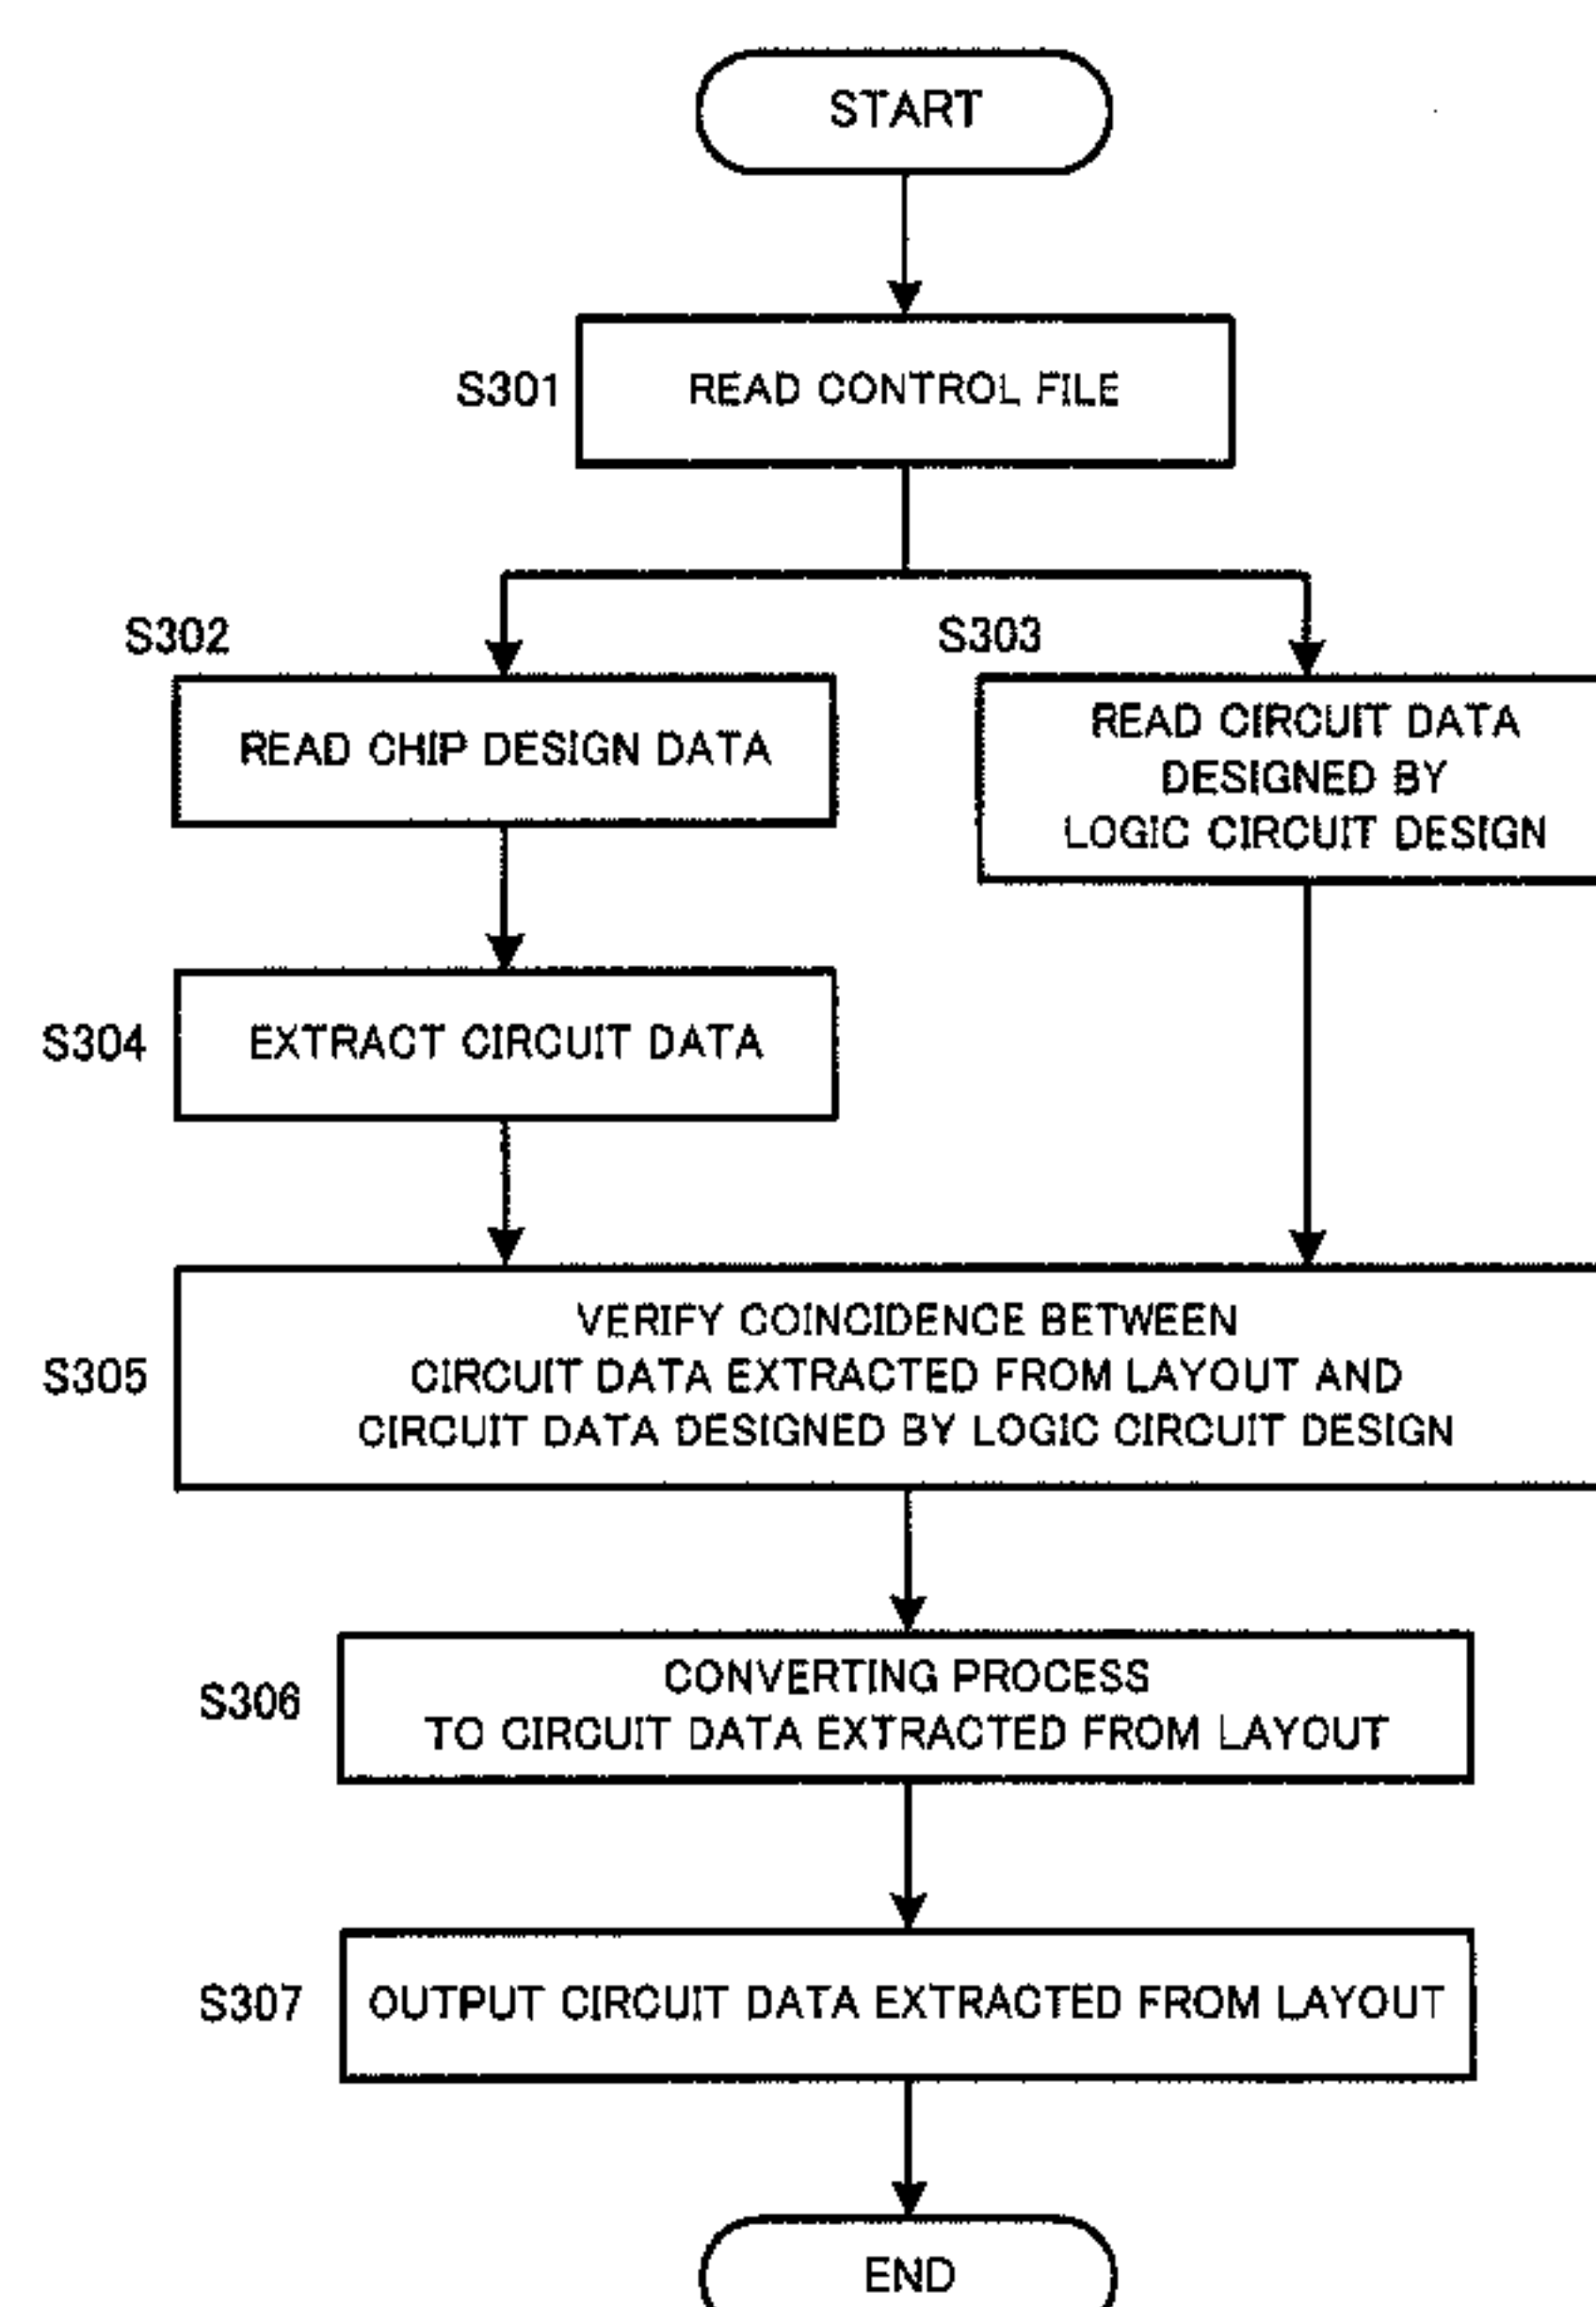 START
S301
READ CONTROL FILE
S302
S303
READ CHIP DESIGN DATA
READ CIRCUIT DATA
DESIGNED BY
LOGIC CIRCUIT DESIGN
S304
EXTRACT CIRCUIT DATA
S305
VERIFY COINCIDENCE BETWEEN
CIRCUIT DATA EXTRACTED FROM LAYOUT AND
CIRCUIT DATA DESIGNED BY LOGIC CIRCUIT DESIGN
S306
CONVERTING PROCESS
TO CIRCUIT DATA EXTRACTED FROM LAYOUT
S307
OUTPUT CIRCUIT DATA EXTRACTED FROM LAYOUT
END